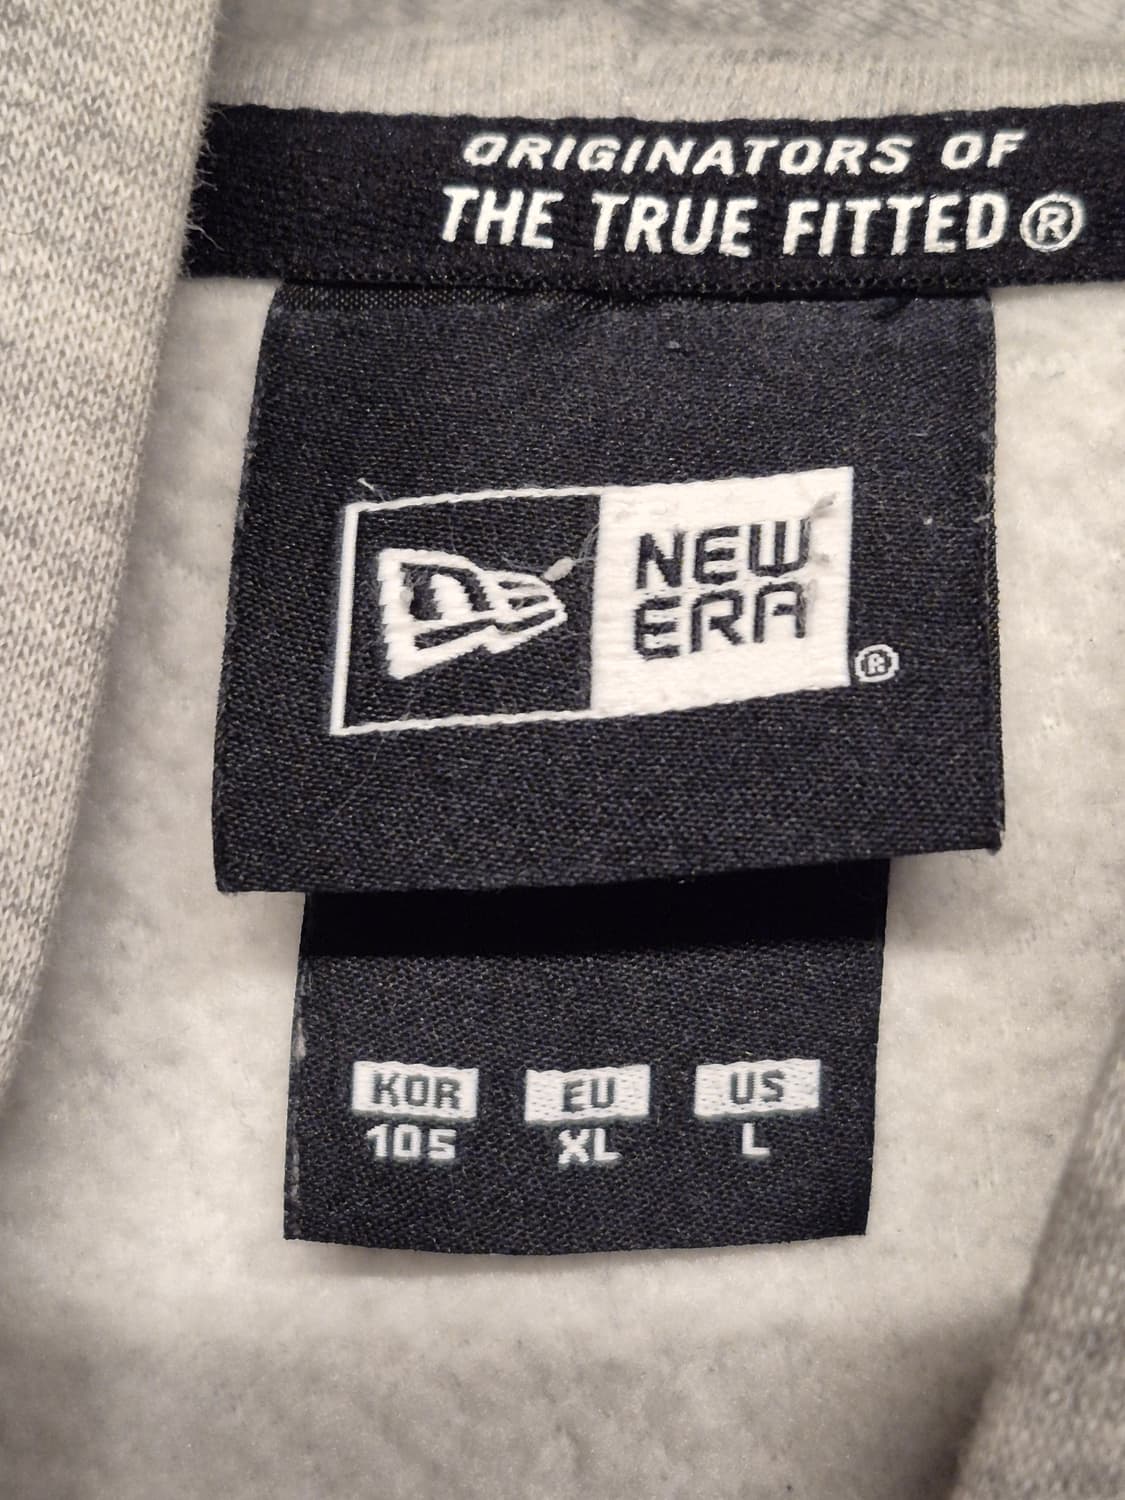 ORIGINATORS OF
THE TRUE FITTED®
NEW
ERA®
KOR EU US
105 XL L